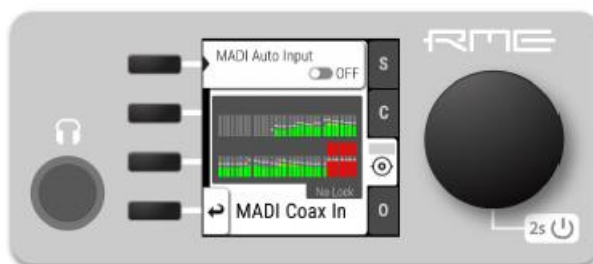 RME
MADI Auto Input
OFF
S
C
No Lock
MADI Coax In
O
2s